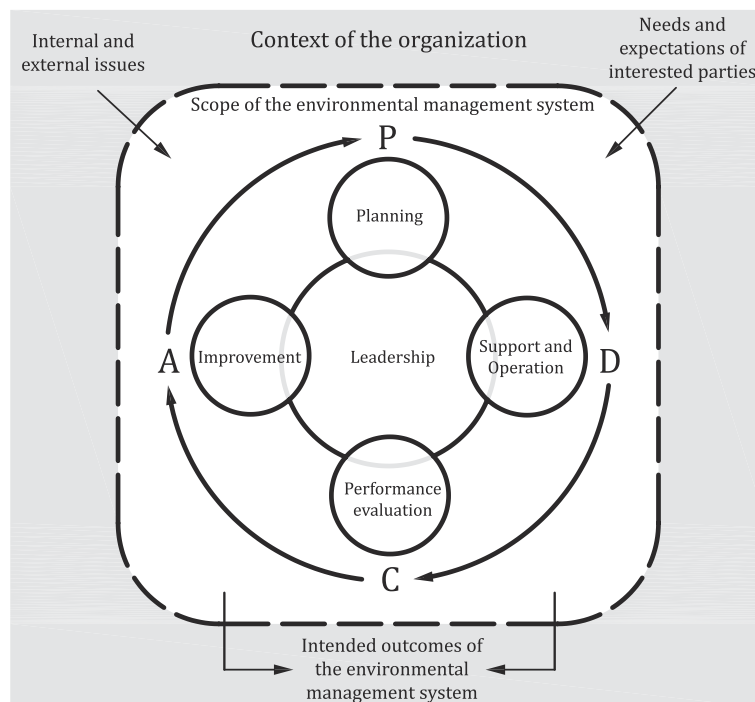 Internal and
external issues
Context of the organization
Needs and
expectations of
interested parties
Scope of the environmental management system
P
Planning
A
Improvement
Leadership
Support and
Operation
D
Performance
evaluation
C
Intended outcomes of
the environmental
management system